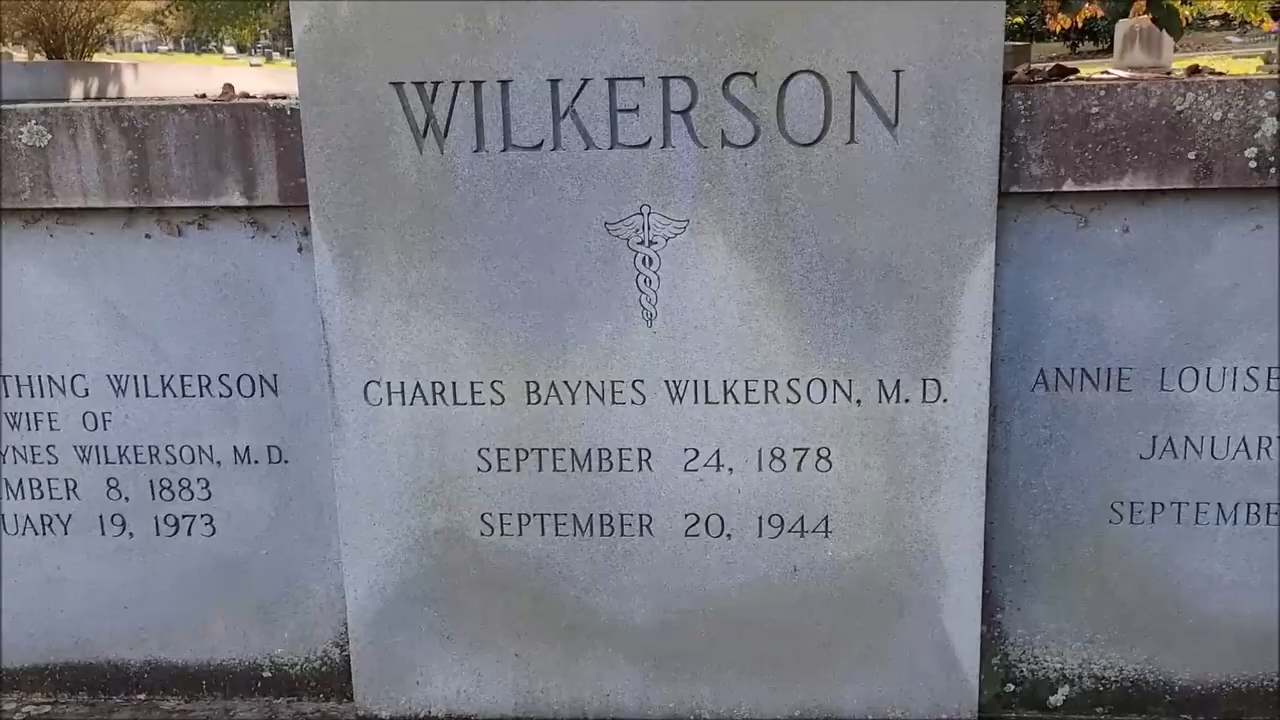 WILKERSON
THING WILKERSON
WIFE OF
YNES WILKERSON, M. D.
MBER 8, 1883
UARY 19, 1973
CHARLES BAYNES WILKERSON, M. D.
SEPTEMBER 24, 1878
SEPTEMBER 20, 1944
ANNIE LOUISE
JANUAR
SEPTEMBE